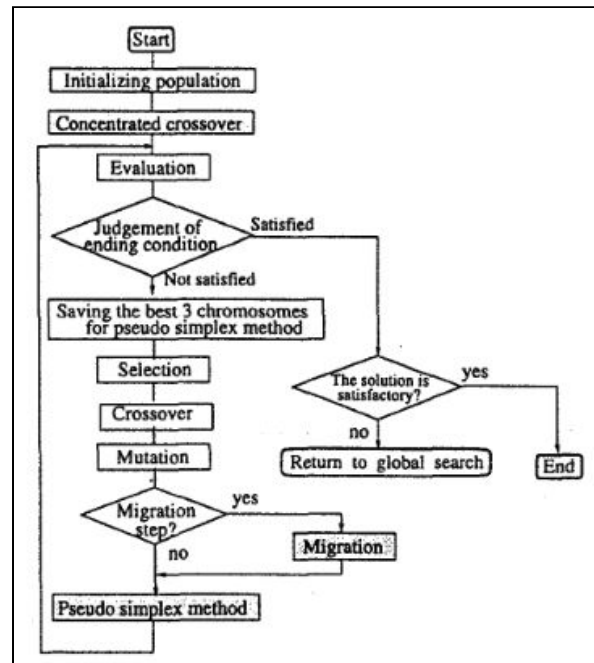 Start
Initializing population
Concentrated crossover
Evaluation
Judgement of
ending condition
Satisfied
Not satisfied
Saving the best 3 chromosomes
for pseudo simplex method
Selection
The solution is
satisfactory?
yes
Crossover
no
Mutation
Return to global search
End
Migration
step?
yes
Migration
no
Pseudo simplex method